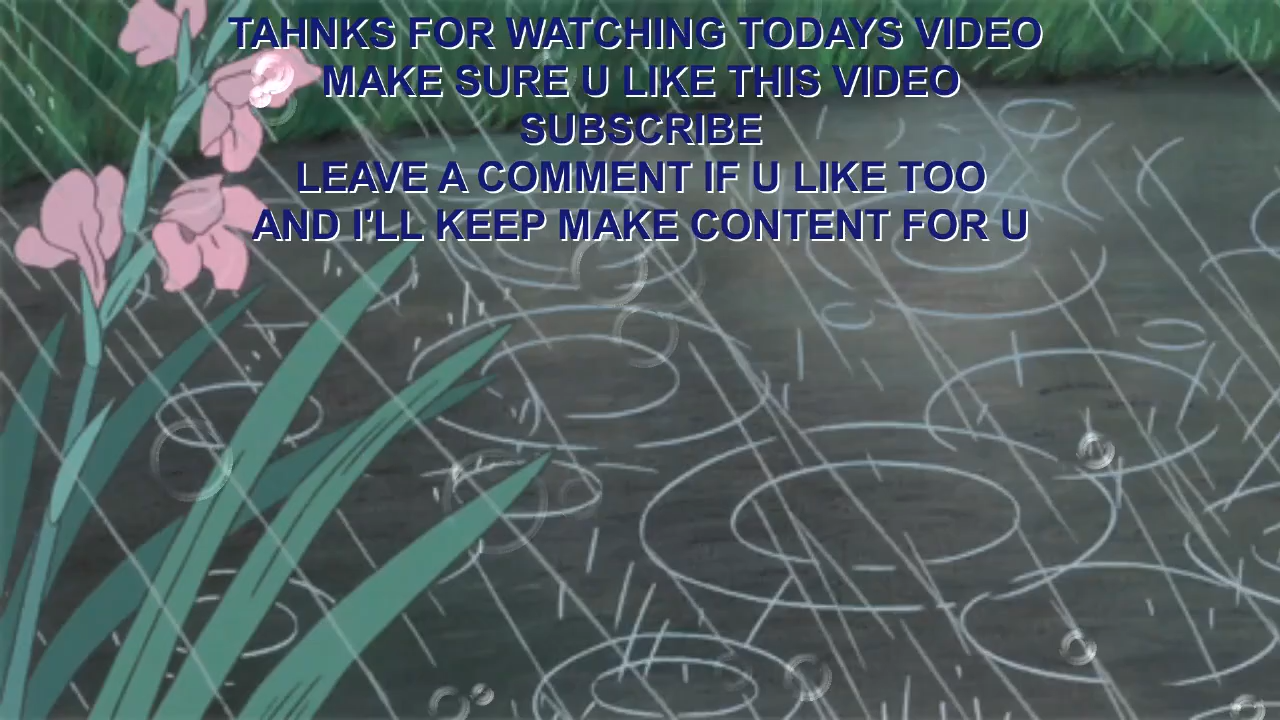 TAHNKS FOR WATCHING TODAYS VIDEO
MAKE SURE U LIKE THIS VIDEO
SUBSCRIBE
LEAVE A COMMENT IF U LIKE TOO
AND I'LL KEEP MAKE CONTENT FOR U